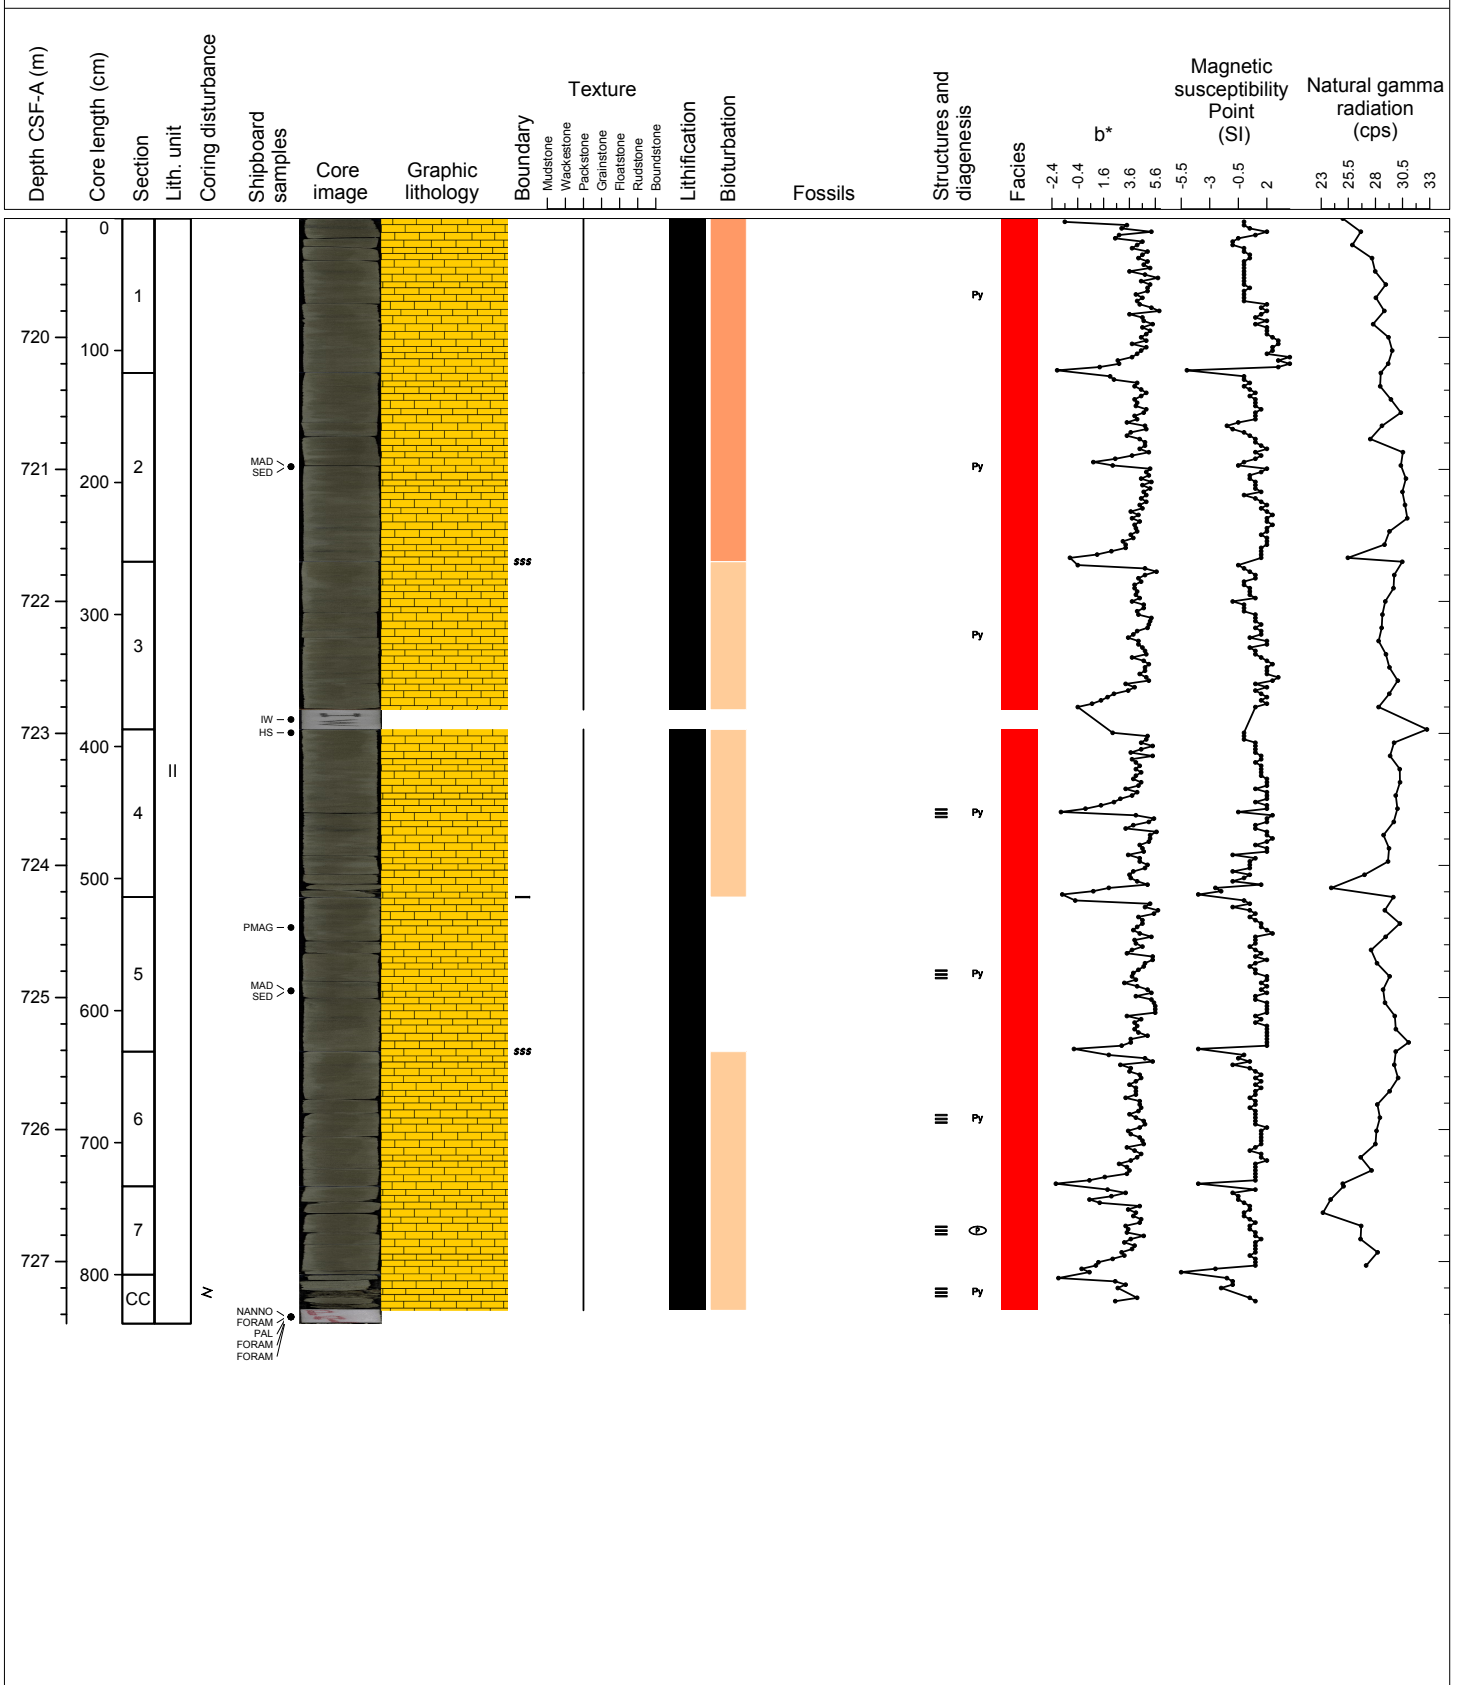 Depth CSF-A (m)
Core length (cm)
Section
Lith. unit
Coring disturbance
Shipboard
samples
Core
image
Graphic
lithology
Boundary
Texture
Mudstone
Wackestone
Packstone
Grainstone
Floatstone
Rudstone
Boundstone
Lithification
Bioturbation
Fossils
Structures and
diagenesis
Facies
b*
-2.4
-0.4
1.6
3.6
5.6
Magnetic
susceptibility
Point
(SI)
-5.5
-3
-0.5
2
Natural gamma
radiation
(cps)
23
25.5
28
30.5
33
0
1
Py
720
100
2
MAD
SED
Py
721
200
sss
722
300
3
Py
IW
HS
723
400
II
4
Py
724
500
PMAG
5
Py
MAD
SED
725
600
sss
6
Py
726
700
7
P
727
800
CC
Py
NANNO
FORAM
PAL
FORAM
FORAM